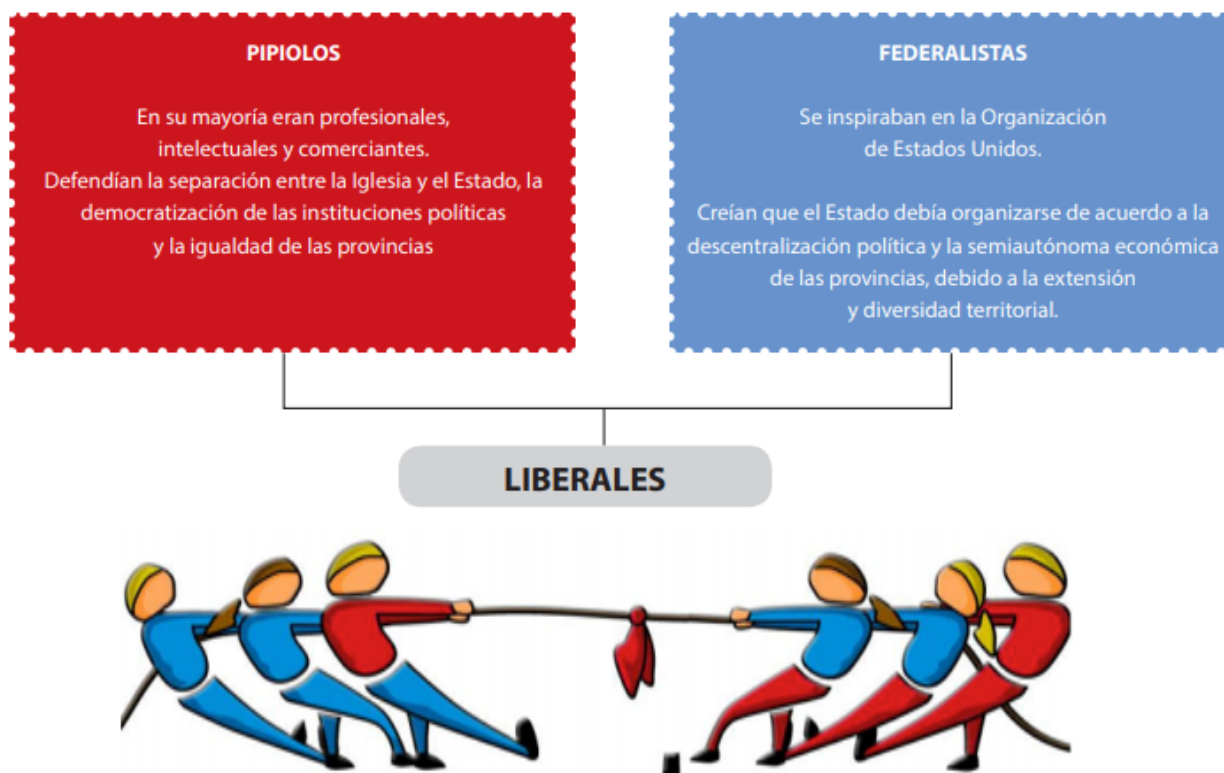 PIPIOLOS
En su mayoría eran profesionales,
intelectuales y comerciantes.
Defendían la separación entre la Iglesia y el Estado, la
democratización de las instituciones políticas
y la igualdad de las provincias
FEDERALISTAS
Se inspiraban en la Organización
de Estados Unidos.
Creían que el Estado debía organizarse de acuerdo a la
descentralización política y la semiautónoma económica
de las provincias, debido a la extensión
y diversidad territorial.
LIBERALES